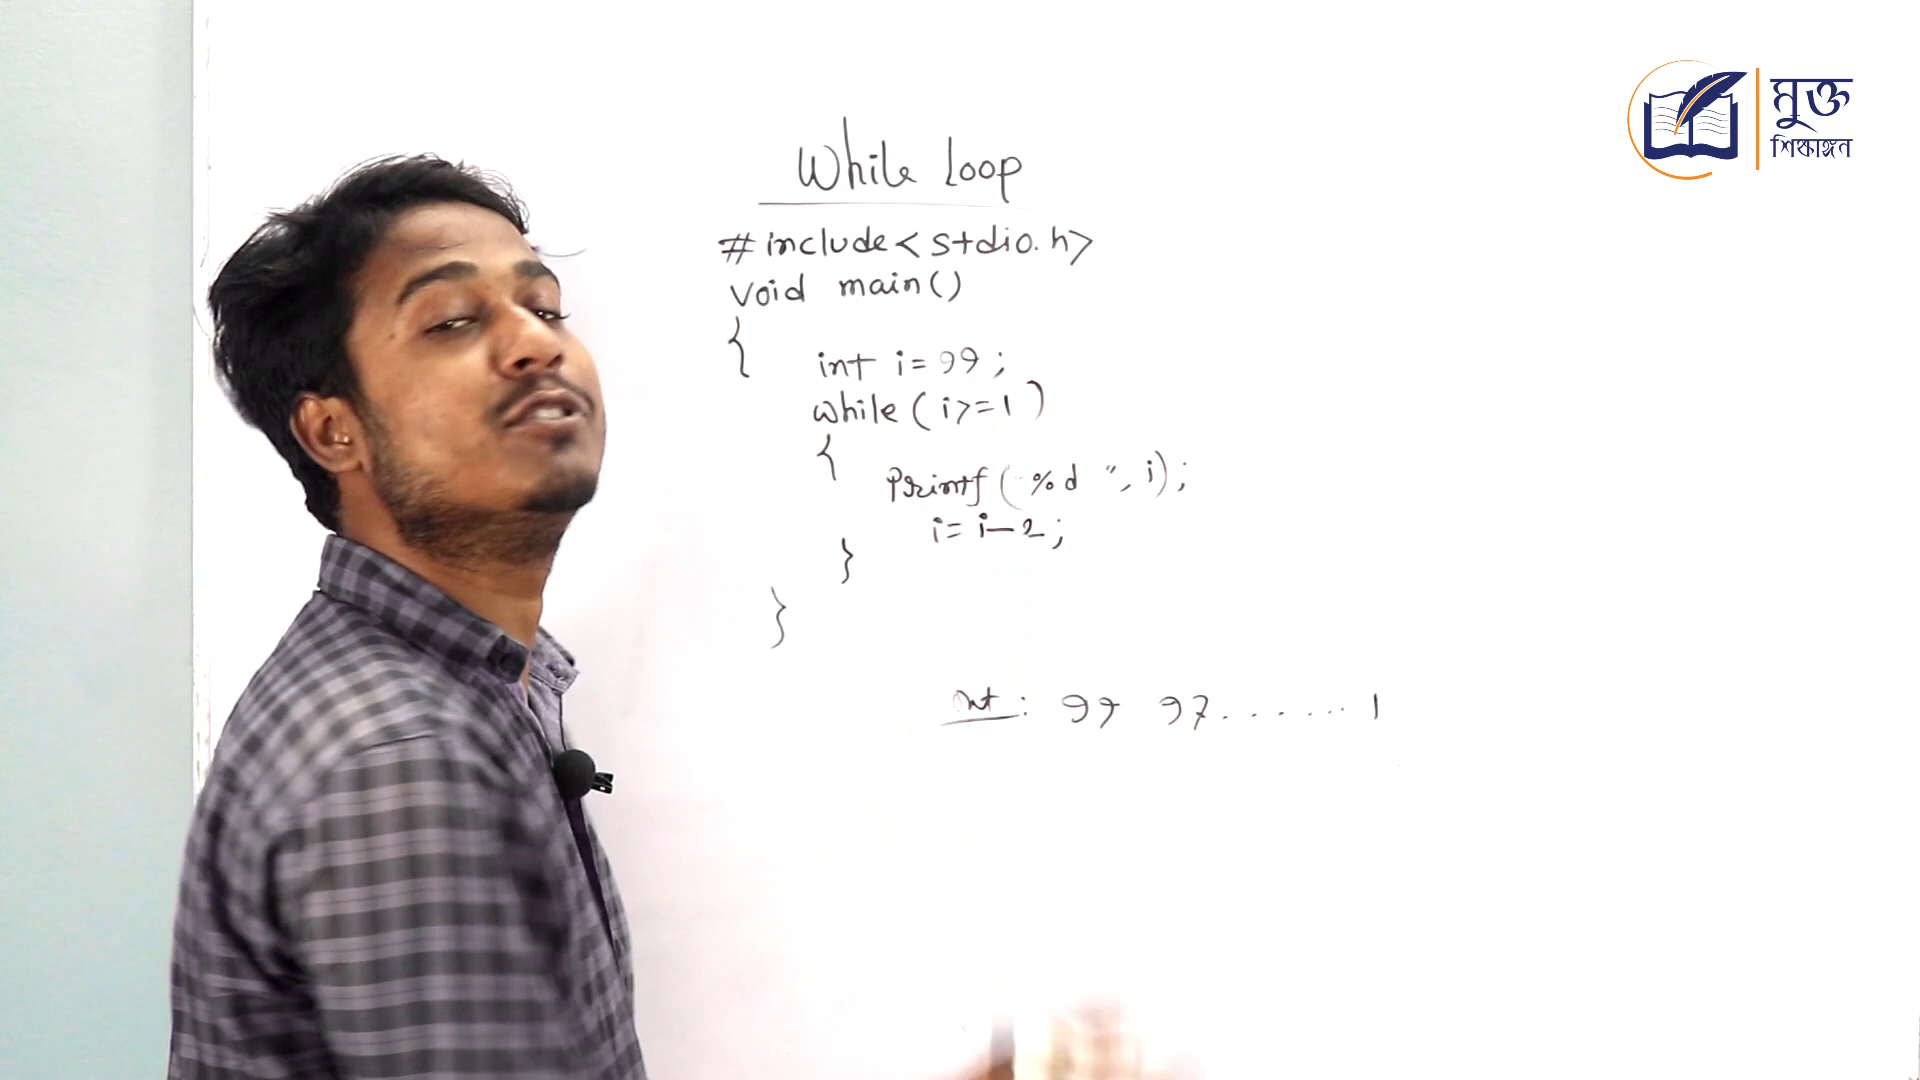 মুক্ত
শিক্ষাঙ্গন
While Loop
#include<stdio.h>
void main()
{
int i=99;
while(i>=1)
{
Printf("%d ", i);
i=i-2;
}
}
Out: 99 97....... 1